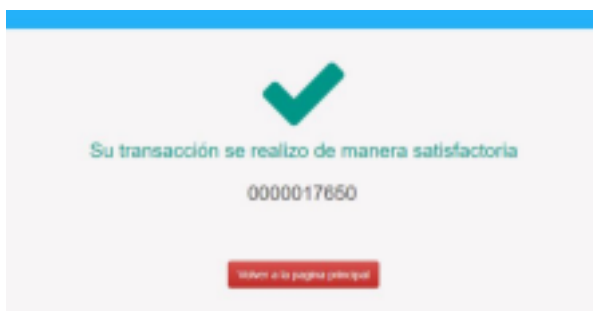 Su transacción se realizo de manera satisfactoria
0000017650
Volver a la pagina principal